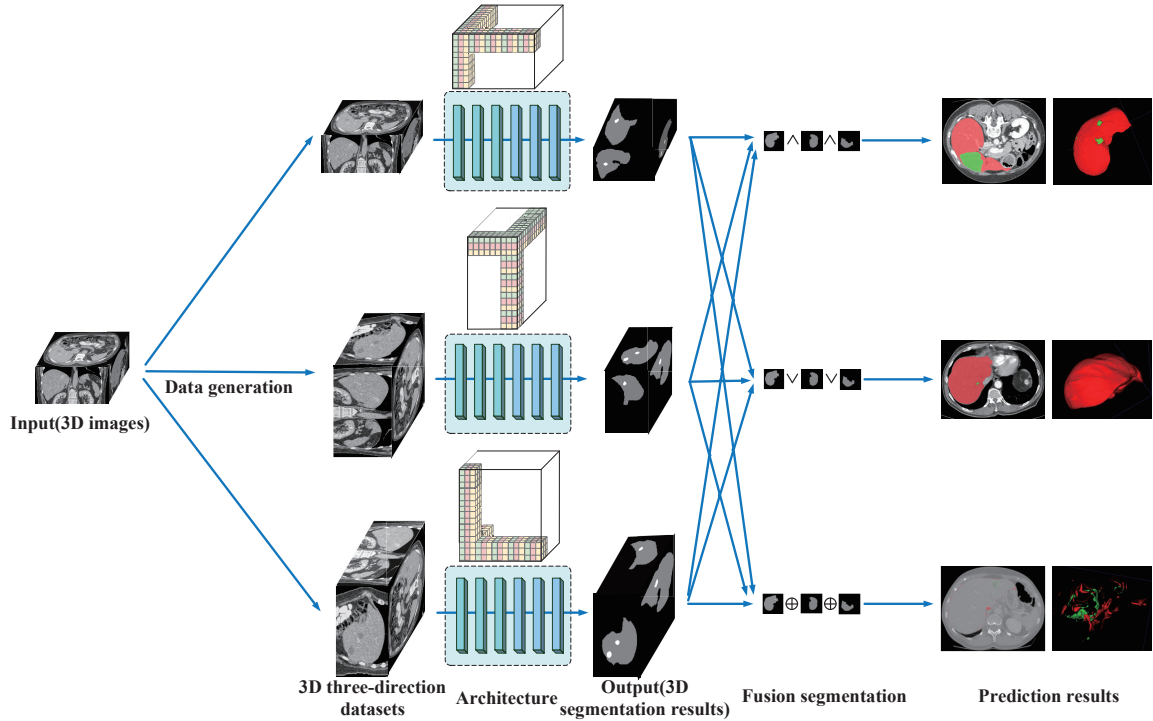 Data generation
Input(3D images)
3D three-direction
datasets
Architecture
Output(3D
segmentation results)
Fusion segmentation
Prediction results